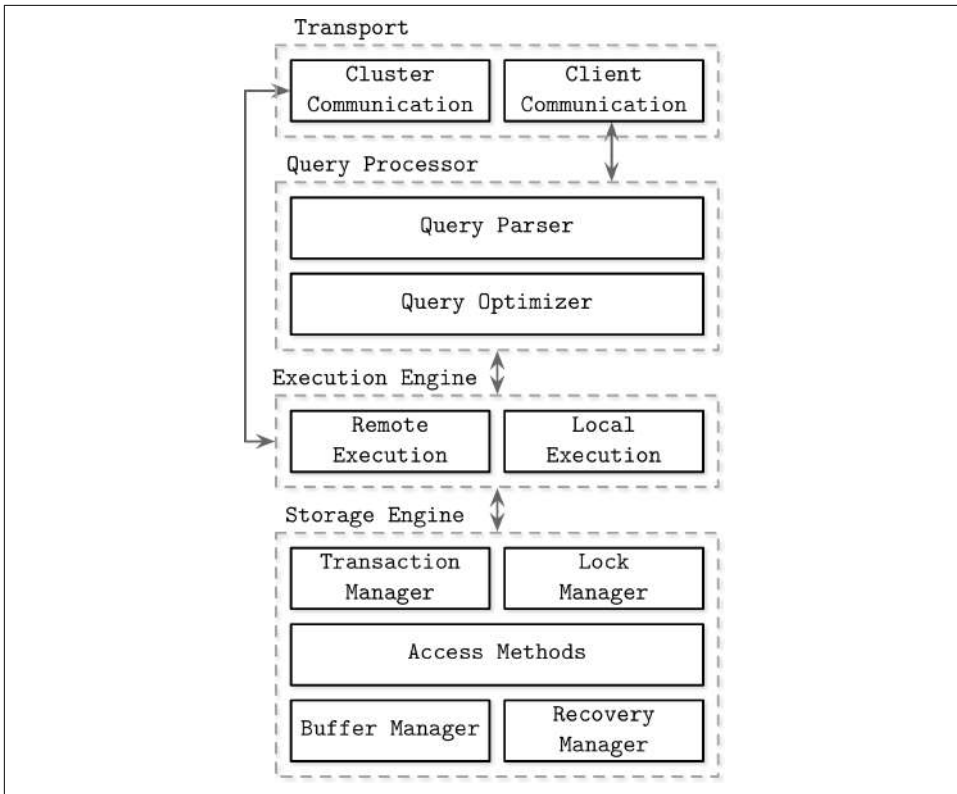 Transport
Cluster
Communication
Client
Communication
Query Processor
Query Parser
Query Optimizer
Execution Engine
Remote
Execution
Local
Execution
Storage Engine
Transaction
Manager
Lock
Manager
Access Methods
Buffer Manager
Recovery
Manager